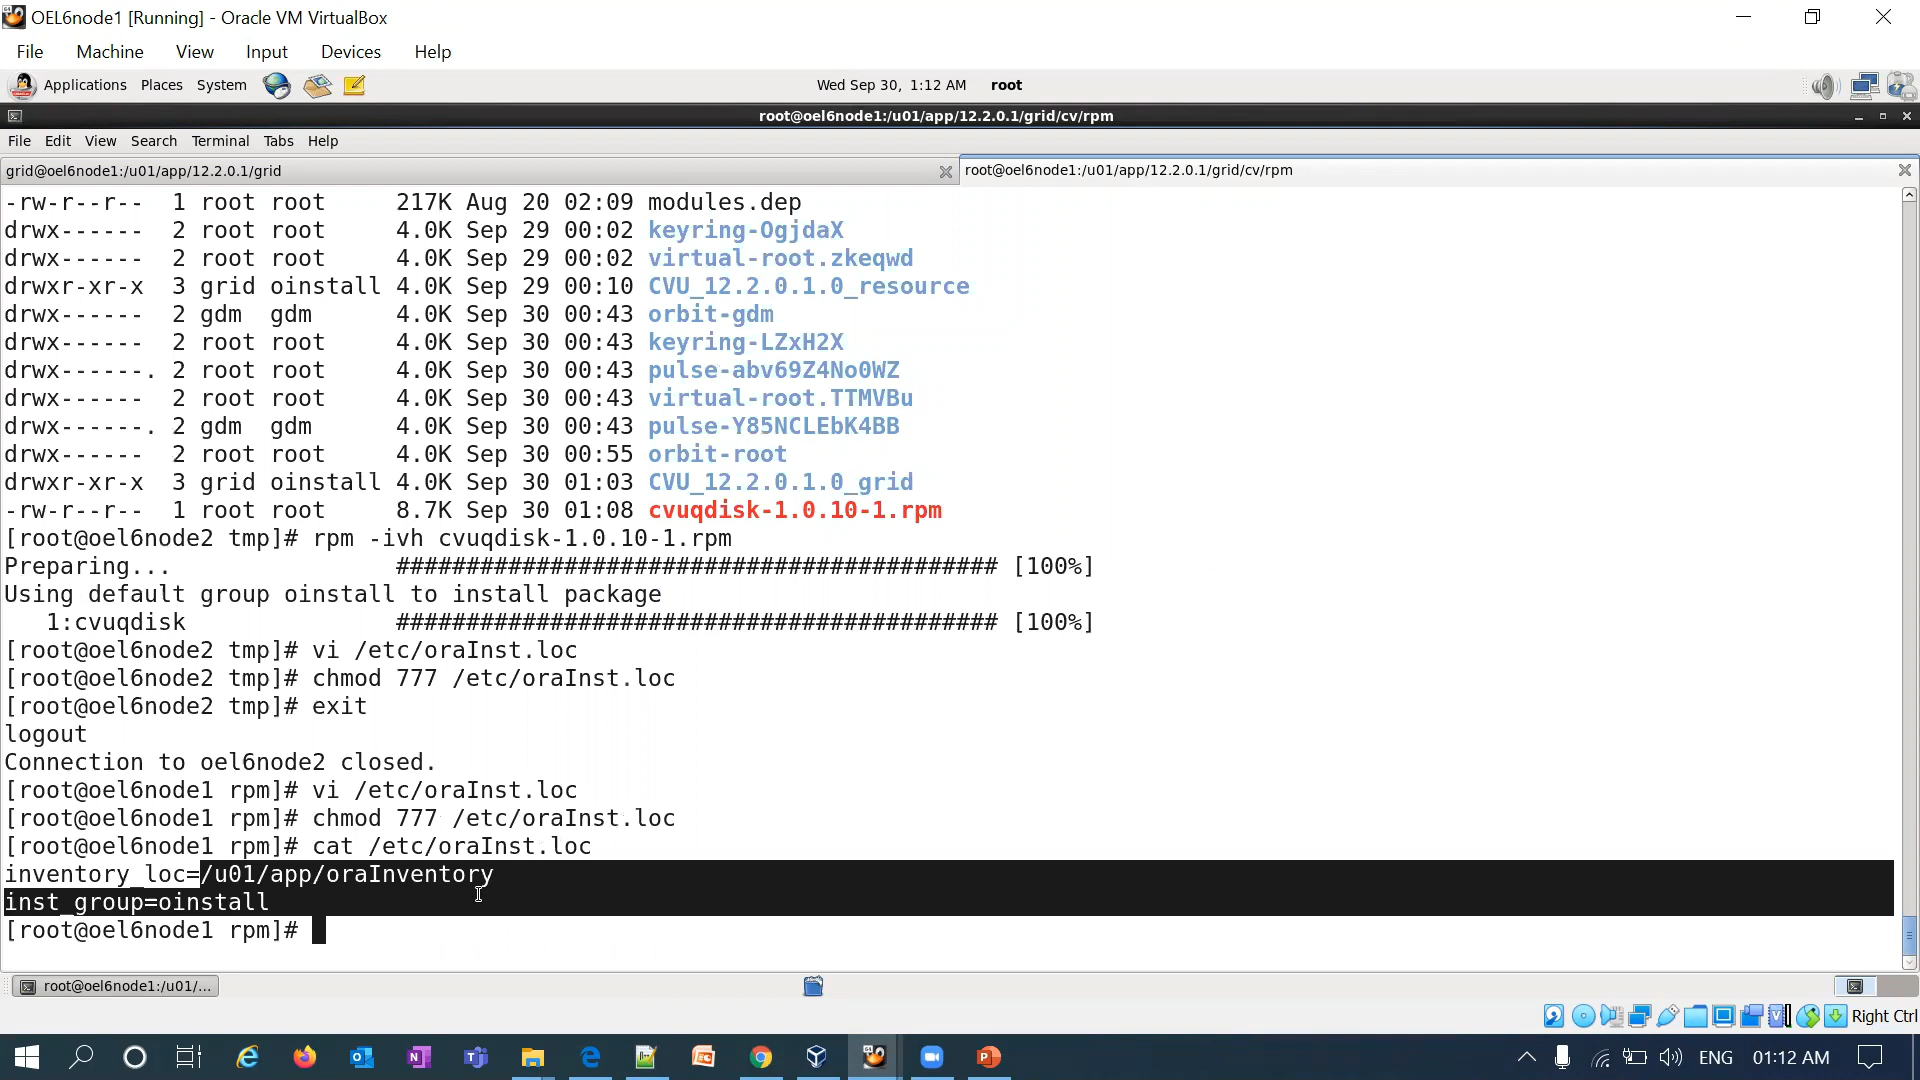 OEL6node1 [Running] - Oracle VM VirtualBox
File Machine View Input Devices Help
Applications Places System Wed Sep 30, 1:12 AM root
root@oel6node1:/u01/app/12.2.0.1/grid/cv/rpm
File Edit View Search Terminal Tabs Help
grid@oel6node1:/u01/app/12.2.0.1/grid root@oel6node1:/u01/app/12.2.0.1/grid/cv/rpm
-rw-r--r-- 1 root root 217K Aug 20 02:09 modules.dep
drwx------ 2 root root 4.0K Sep 29 00:02 keyring-OgjdaX
drwx------ 2 root root 4.0K Sep 29 00:02 virtual-root.zkeqwd
drwxr-xr-x 3 grid oinstall 4.0K Sep 29 00:10 CVU_12.2.0.1.0_resource
drwx------ 2 gdm gdm 4.0K Sep 30 00:43 orbit-gdm
drwx------ 2 root root 4.0K Sep 30 00:43 keyring-LZxH2X
drwx------. 2 root root 4.0K Sep 30 00:43 pulse-abv69Z4No0WZ
drwx------ 2 root root 4.0K Sep 30 00:43 virtual-root.TTMVBu
drwx------. 2 gdm gdm 4.0K Sep 30 00:43 pulse-Y85NCLEbK4BB
drwx------ 2 root root 4.0K Sep 30 00:55 orbit-root
drwxr-xr-x 3 grid oinstall 4.0K Sep 30 01:03 CVU_12.2.0.1.0_grid
-rw-r--r-- 1 root root 8.7K Sep 30 01:08 cvuqdisk-1.0.10-1.rpm
[root@oel6node2 tmp]# rpm -ivh cvuqdisk-1.0.10-1.rpm
Preparing... ########################################### [100%]
Using default group oinstall to install package
1:cvuqdisk ########################################### [100%]
[root@oel6node2 tmp]# vi /etc/oraInst.loc
[root@oel6node2 tmp]# chmod 777 /etc/oraInst.loc
[root@oel6node2 tmp]# exit
logout
Connection to oel6node2 closed.
[root@oel6node1 rpm]# vi /etc/oraInst.loc
[root@oel6node1 rpm]# chmod 777 /etc/oraInst.loc
[root@oel6node1 rpm]# cat /etc/oraInst.loc
inventory_loc=/u01/app/oraInventory
inst_group=oinstall
[root@oel6node1 rpm]#
root@oel6node1:/u01/...
Right Ctrl
ENG 01:12 AM